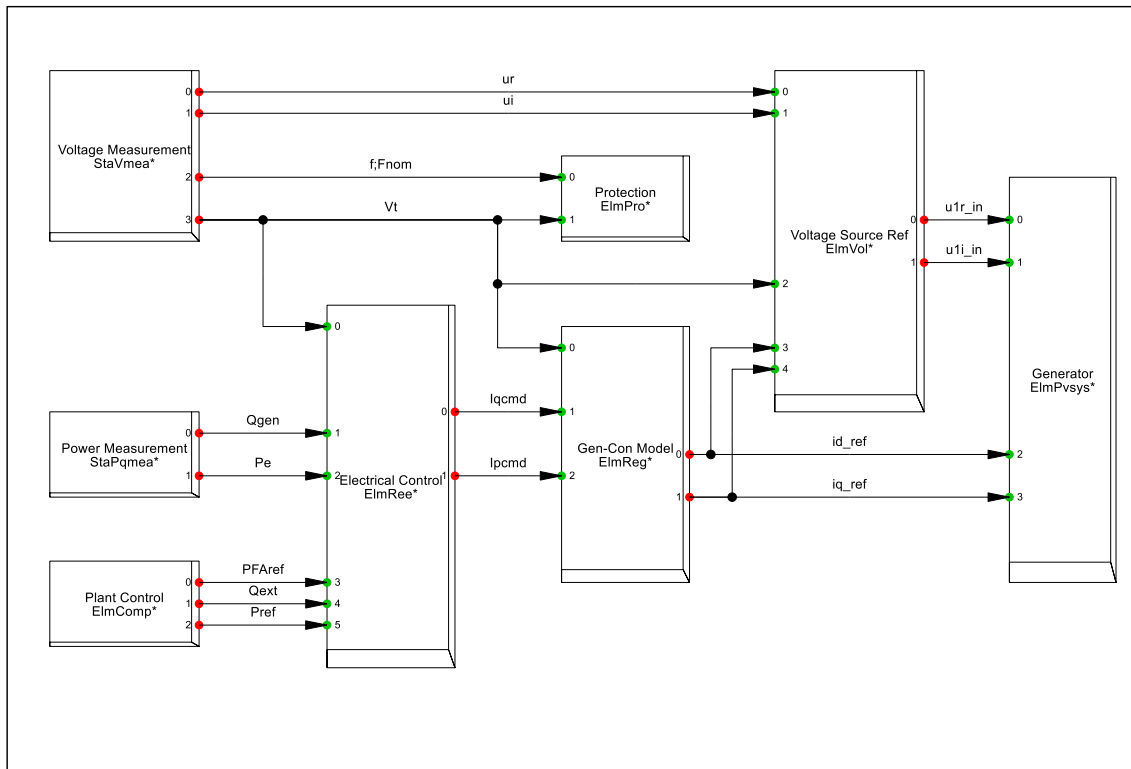 ur
0
0
ui
1
1
Voltage Measurement
StaVmea*
f;Fnom
2
0
Protection
ElmPro*
Vt
3
1
Voltage Source Ref
ElmVol*
0
1
2
3
4
u1r_in
0
u1i_in
1
Generator
ElmPvsys*
2
3
0
Electrical Control
ElmRee*
0
1
Iqcmd
Ipcmd
0
1
2
Gen-Con Model
ElmReg*
0
1
id_ref
iq_ref
Power Measurement
StaPqmea*
0
1
Qgen
1
Pe
2
Plant Control
ElmComp*
0
1
2
PFAref
3
Qext
4
Pref
5